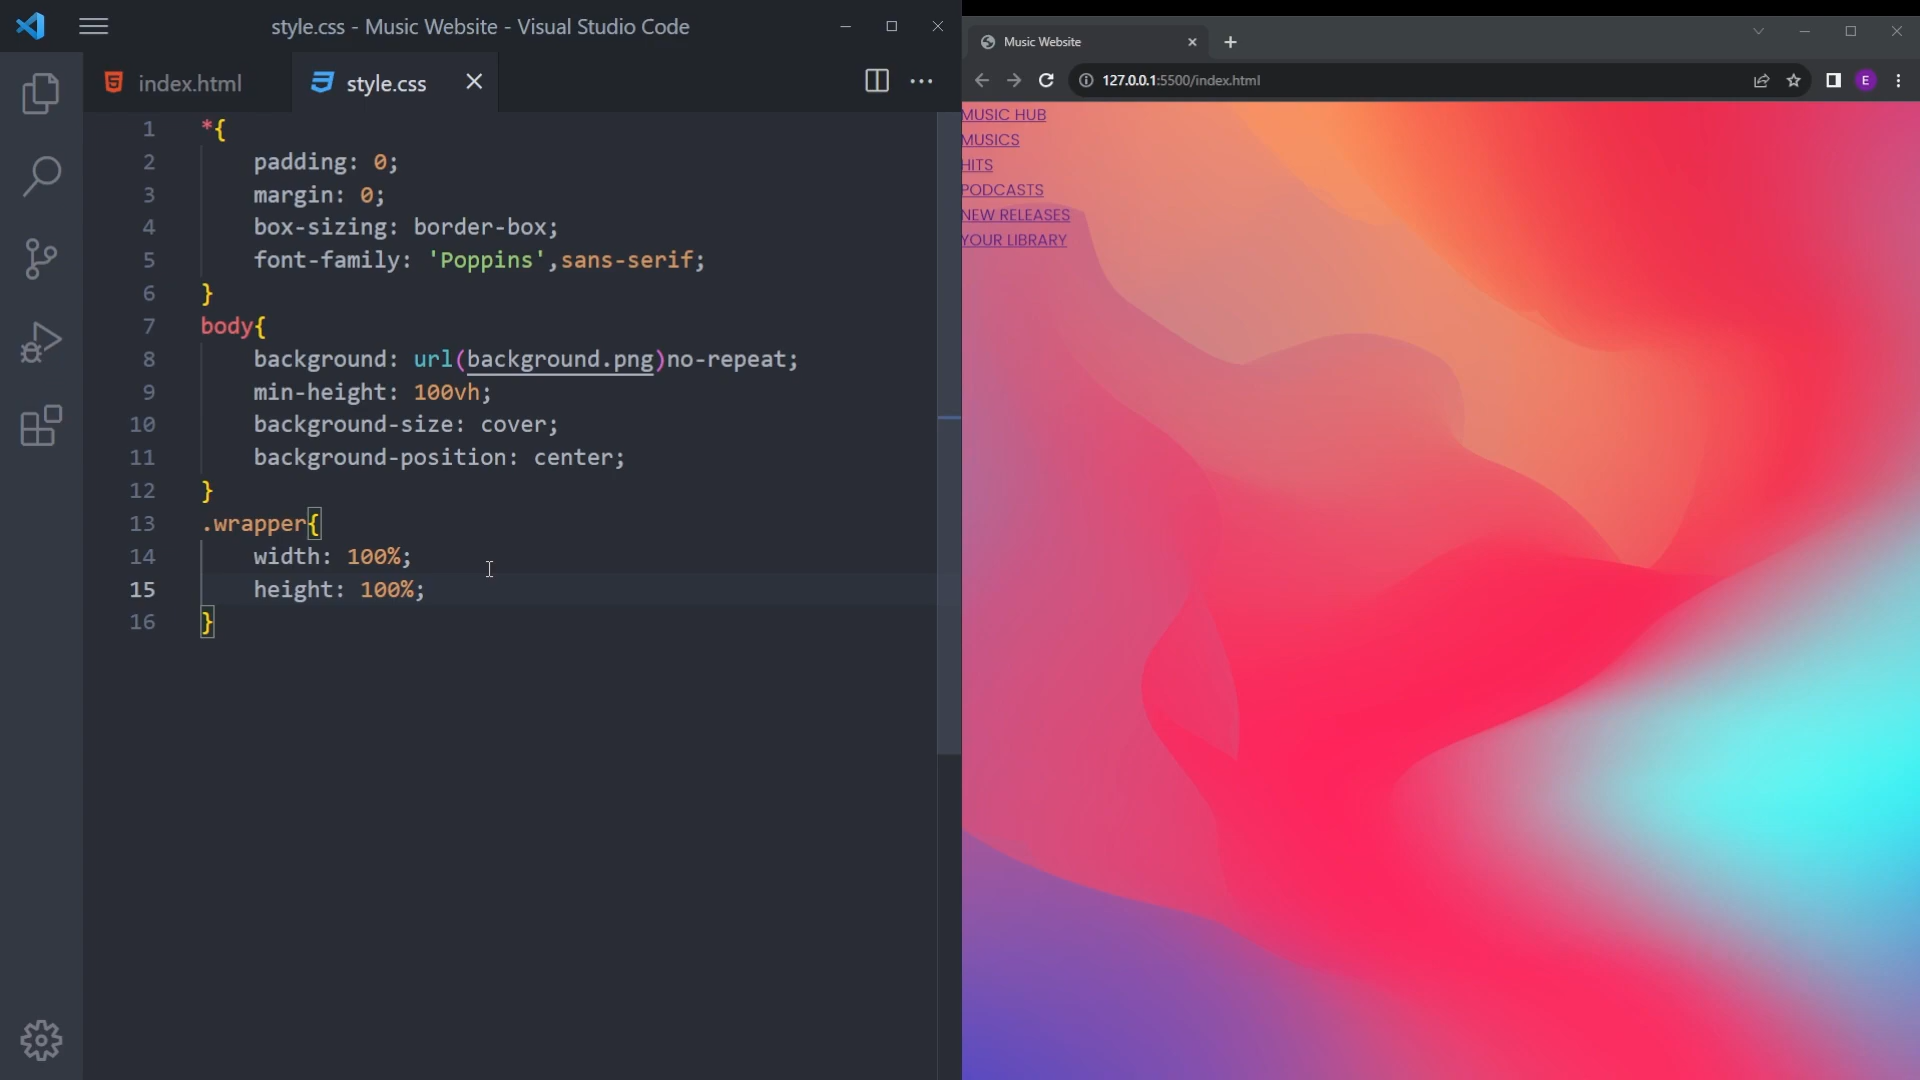 style.css - Music Website - Visual Studio Code
index.html
style.css
1 *{
2 padding: 0;
3 margin: 0;
4 box-sizing: border-box;
5 font-family: 'Poppins',sans-serif;
6 }
7 body{
8 background: url(background.png)no-repeat;
9 min-height: 100vh;
10 background-size: cover;
11 background-position: center;
12 }
13 .wrapper{
14 width: 100%;
15 height: 100%;
16 }
Music Website
127.0.0.1:5500/index.html
E
MUSIC HUB
MUSICS
HITS
PODCASTS
NEW RELEASES
YOUR LIBRARY